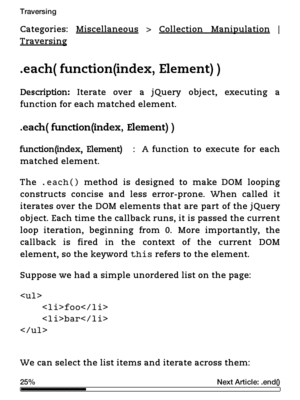 Traversing
Categories: Miscellaneous > Collection Manipulation |
Traversing
.each( function(index, Element) )
Description: Iterate over a jQuery object, executing a
function for each matched element.
.each( function(index, Element) )
function(index, Element) : A function to execute for each
matched element.
The .each() method is designed to make DOM looping
constructs concise and less error-prone. When called it
iterates over the DOM elements that are part of the jQuery
object. Each time the callback runs, it is passed the current
loop iteration, beginning from 0. More importantly, the
callback is fired in the context of the current DOM
element, so the keyword this refers to the element.
Suppose we had a simple unordered list on the page:
<ul>
    <li>foo</li>
    <li>bar</li>
</ul>
We can select the list items and iterate across them:
25% Next Article: .end()